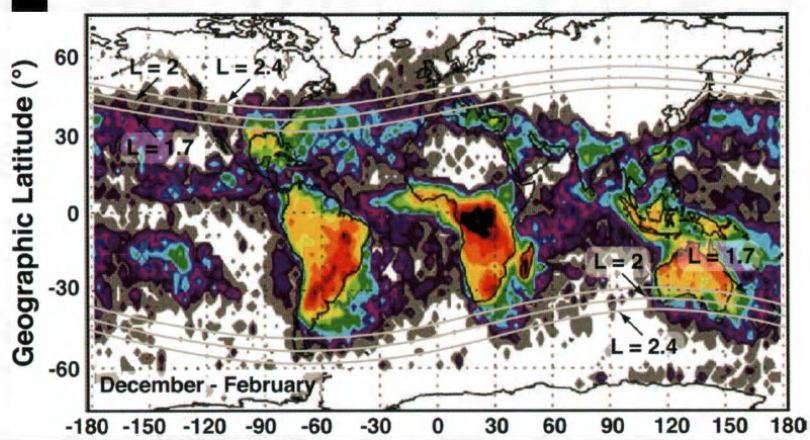 Geographic Latitude (°)
60
30
0
-30
-60
L = 2
L = 2.4
L = 1.7
L = 2
L = 1.7
L = 2.4
December - February
-180 -150 -120 -90 -60 -30 0 30 60 90 120 150 180